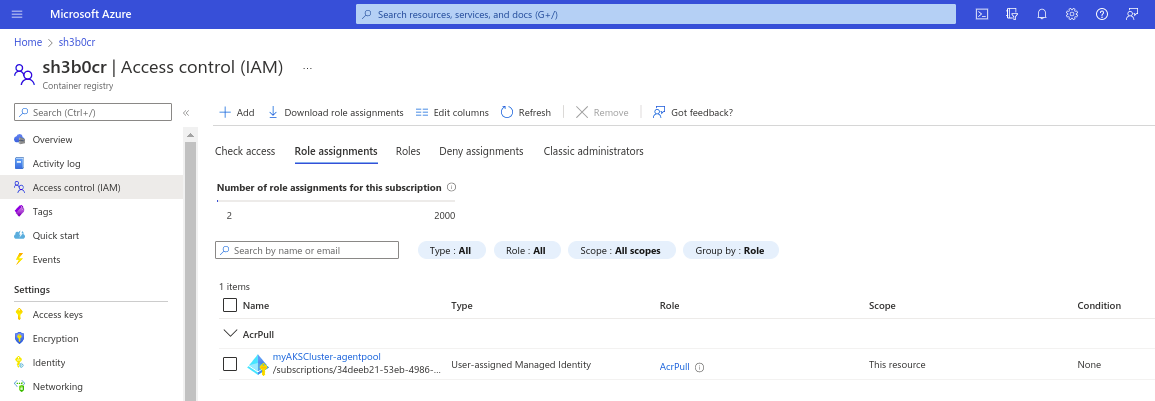 Microsoft Azure
Search resources, services, and docs (G+/)
Home > sh3b0cr
sh3b0cr | Access control (IAM) ...
Container registry
Search (Ctrl+/) «
Overview
Activity log
Access control (IAM)
Tags
Quick start
Events
Settings
Access keys
Encryption
Identity
Networking
Add Download role assignments Edit columns Refresh Remove Got feedback?
Check access Role assignments Roles Deny assignments Classic administrators
Number of role assignments for this subscription
2 2000
Search by name or email Type : All Role : All Scope : All scopes Group by : Role
1 items
Name Type Role Scope Condition
AcrPull
myAKSCluster-agentpool
/subscriptions/34deeb21-53eb-4986-... User-assigned Managed Identity AcrPull This resource None